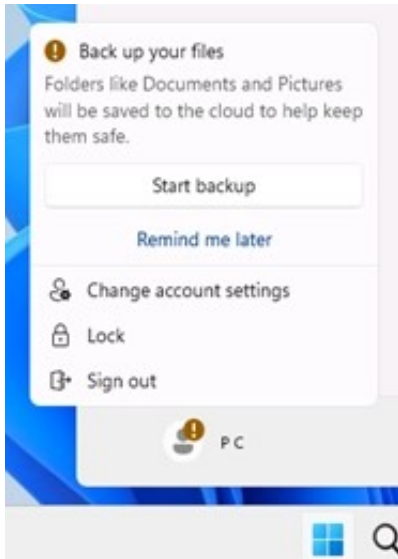 Back up your files
Folders like Documents and Pictures
will be saved to the cloud to help keep
them safe.
Start backup
Remind me later
Change account settings
Lock
Sign out
P C